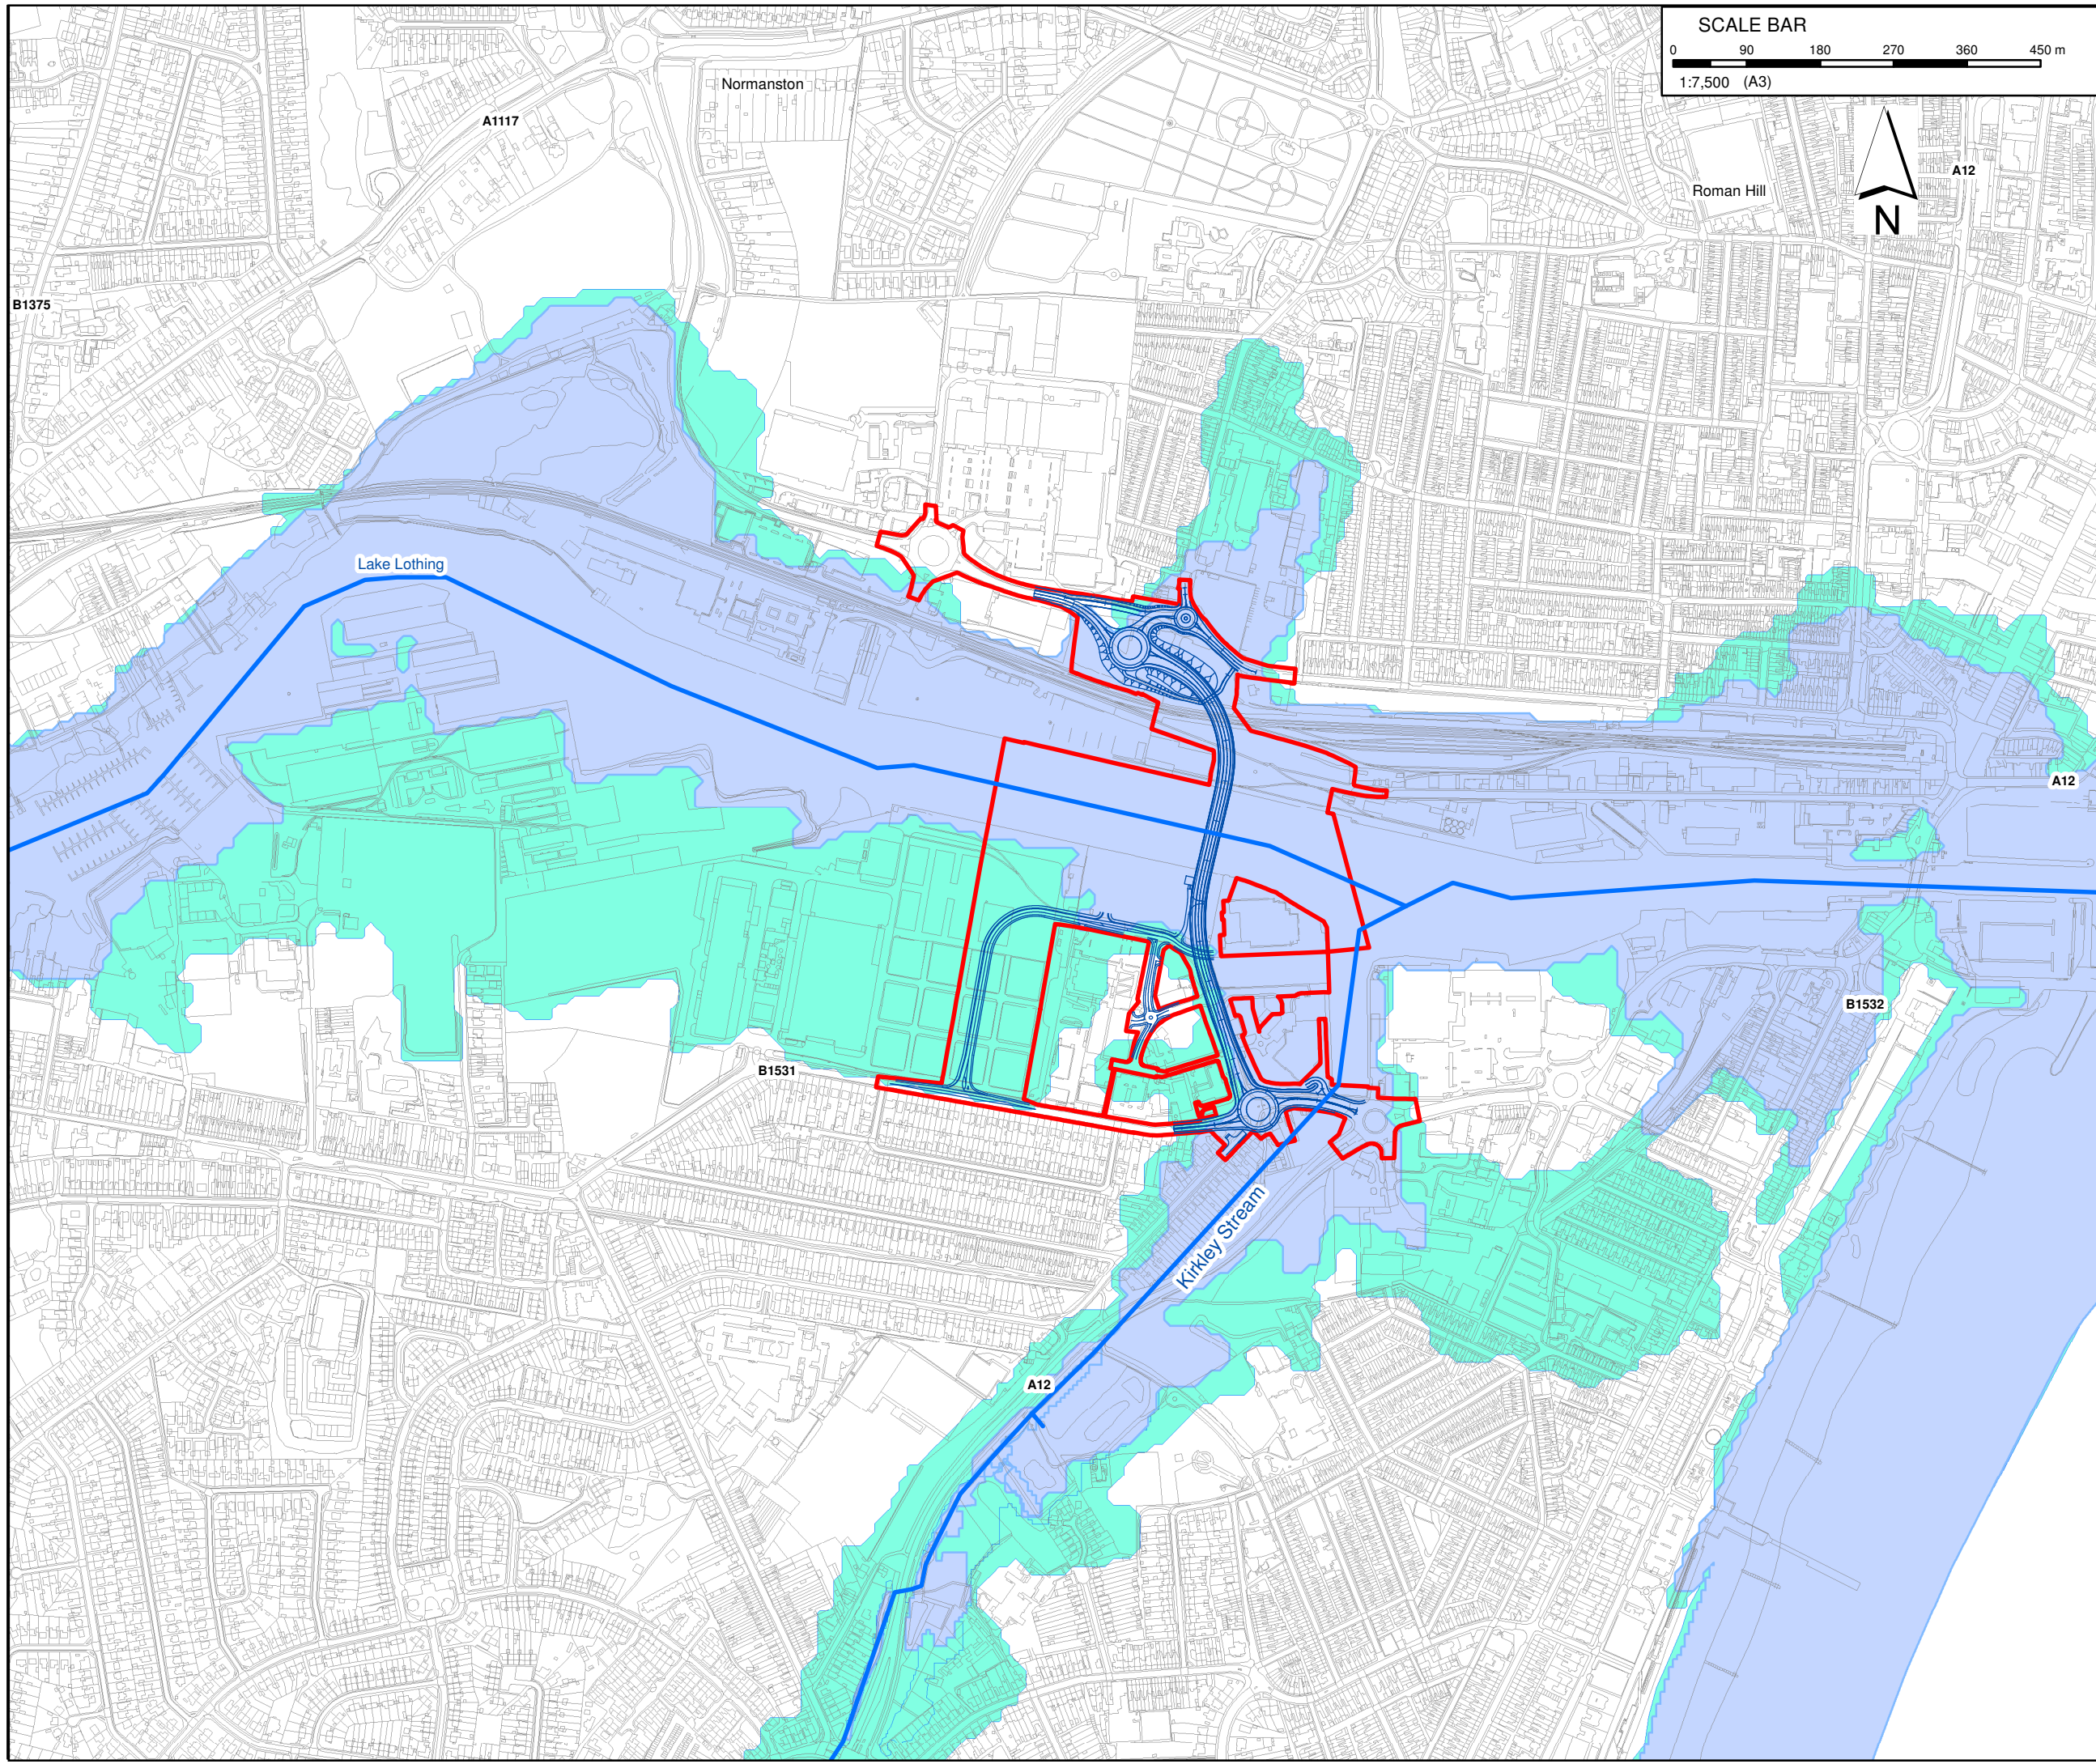 SCALE BAR
0 90 180 270 360 450 m
1:7,500 (A3)
Normanston
A1117
A12
Roman Hill
N
B1375
Lake Lothing
A12
B1532
B1531
Kirkley Stream
A12